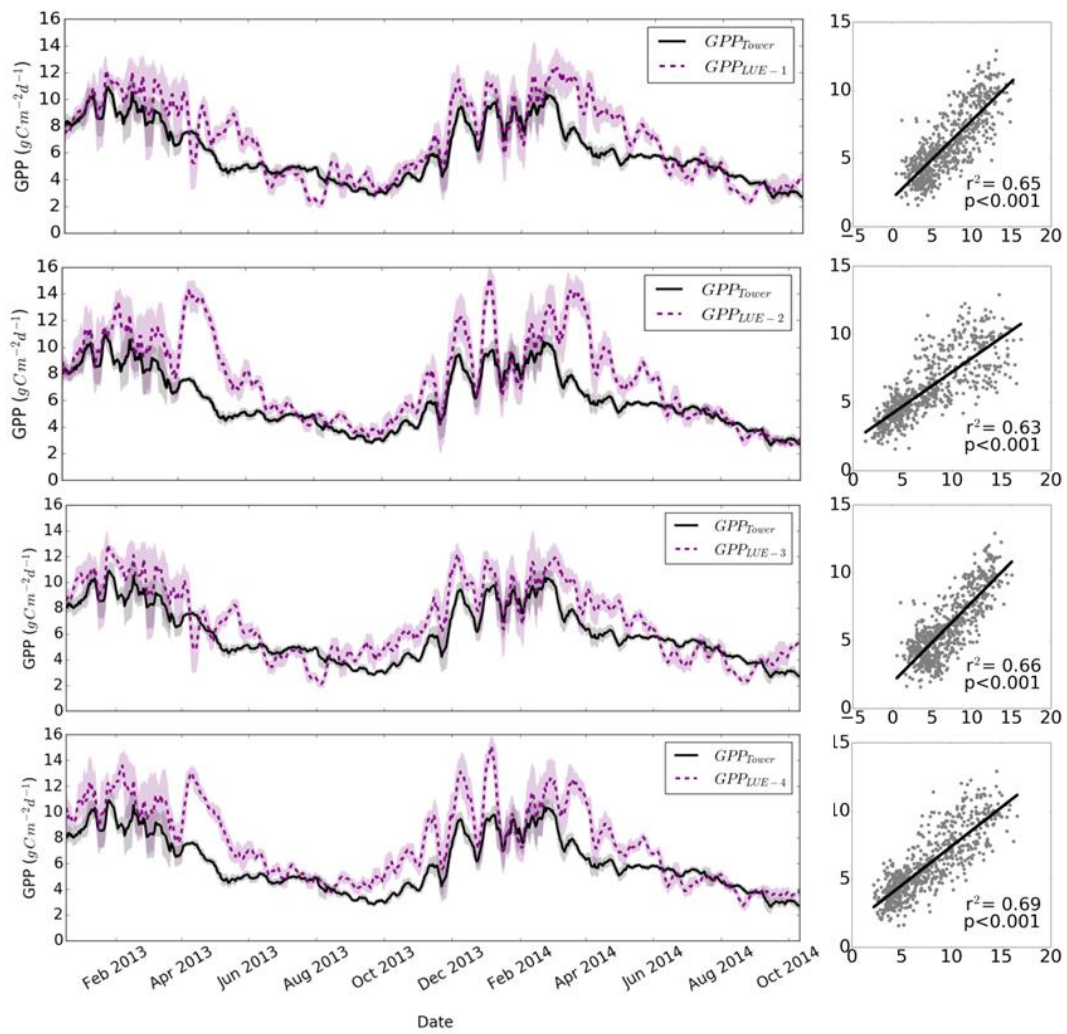 16
14
12
10
8
6
4
2
0
GPP (gCm⁻²d⁻¹)
GPP_Tower
GPP_LUE−1
15
10
5
0
−5 0 5 10 15 20
r² = 0.65
p<0.001
16
14
12
10
8
6
4
2
0
GPP (gCm⁻²d⁻¹)
GPP_Tower
GPP_LUE−2
15
10
5
0
0 5 10 15 20
r² = 0.63
p<0.001
16
14
12
10
8
6
4
2
0
GPP (gCm⁻²d⁻¹)
GPP_Tower
GPP_LUE−3
15
10
5
0
−5 0 5 10 15 20
r² = 0.66
p<0.001
16
14
12
10
8
6
4
2
0
GPP (gCm⁻²d⁻¹)
GPP_Tower
GPP_LUE−4
15
10
5
0
0 5 10 15 20
r² = 0.69
p<0.001
Feb 2013 Apr 2013 Jun 2013 Aug 2013 Oct 2013 Dec 2013 Feb 2014 Apr 2014 Jun 2014 Aug 2014 Oct 2014
Date